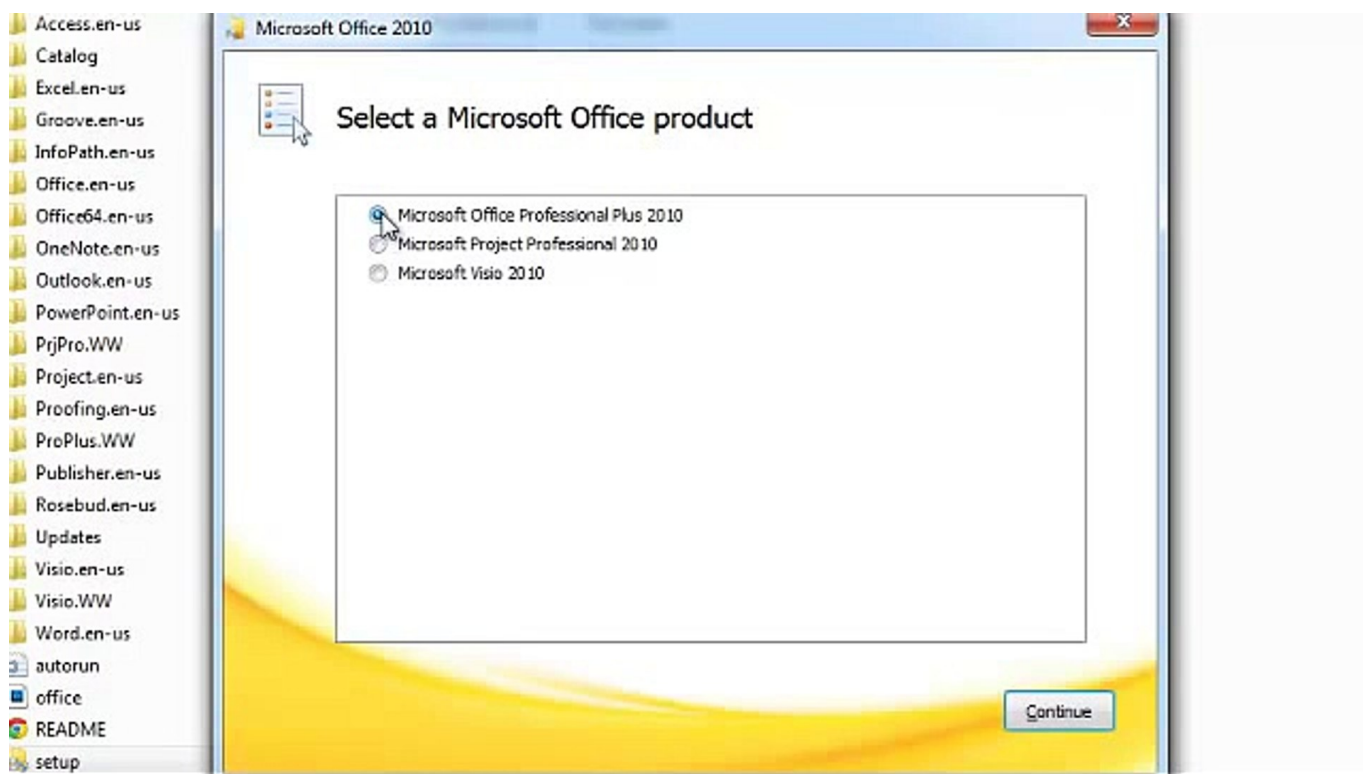 Access.en-us
Catalog
Excel.en-us
Groove.en-us
InfoPath.en-us
Office.en-us
Office64.en-us
OneNote.en-us
Outlook.en-us
PowerPoint.en-us
PrjPro.WW
Project.en-us
Proofing.en-us
ProPlus.WW
Publisher.en-us
Rosebud.en-us
Updates
Visio.en-us
Visio.WW
Word.en-us
autorun
office
README
setup
Microsoft Office 2010
Select a Microsoft Office product
Microsoft Office Professional Plus 2010
Microsoft Project Professional 2010
Microsoft Visio 2010
Continue